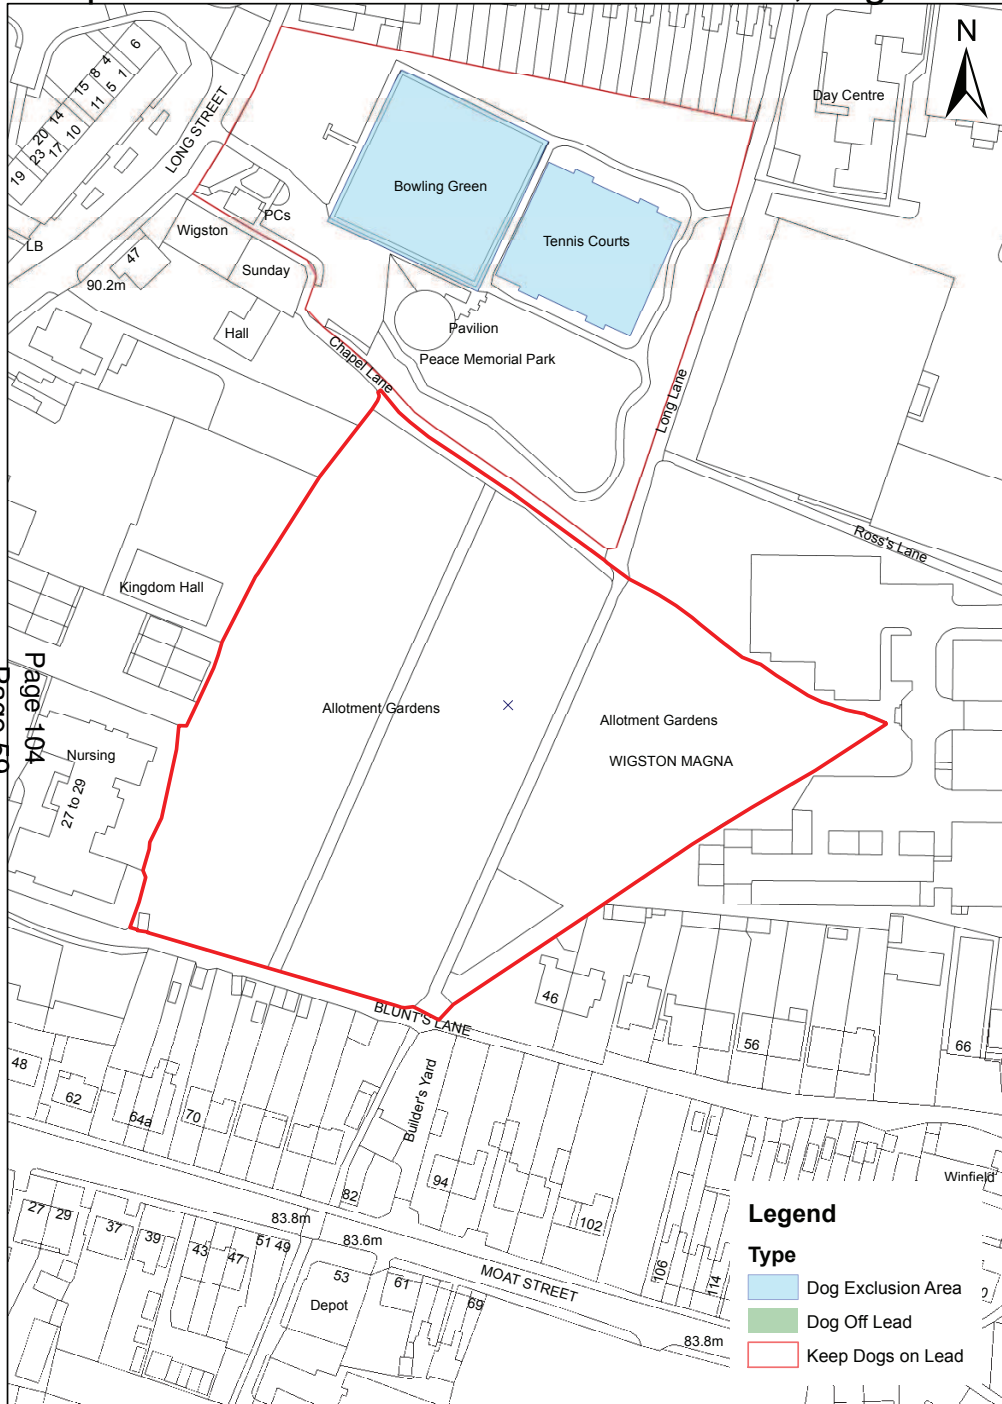 N
Day Centre
6
4
8
1
15
5
11
14
10
20
17
23
19
LONG STREET
Bowling Green
Tennis Courts
PCs
Wigston
Sunday
Hall
LB
47
90.2m
Pavilion
Peace Memorial Park
Chapel Lane
Long Lane
Ross's Lane
Kingdom Hall
Page 104
Nursing
27 to 29
Allotment Gardens
Allotment Gardens
WIGSTON MAGNA
BLUNT'S LANE
46
56
66
48
62
64a
70
Builder's Yard
82
94
102
106
114
Winfield
27
29
37
39
43
47
51 49
83.8m
83.6m
53
61
69
Depot
MOAT STREET
83.8m
Legend
Type
Dog Exclusion Area
Dog Off Lead
Keep Dogs on Lead